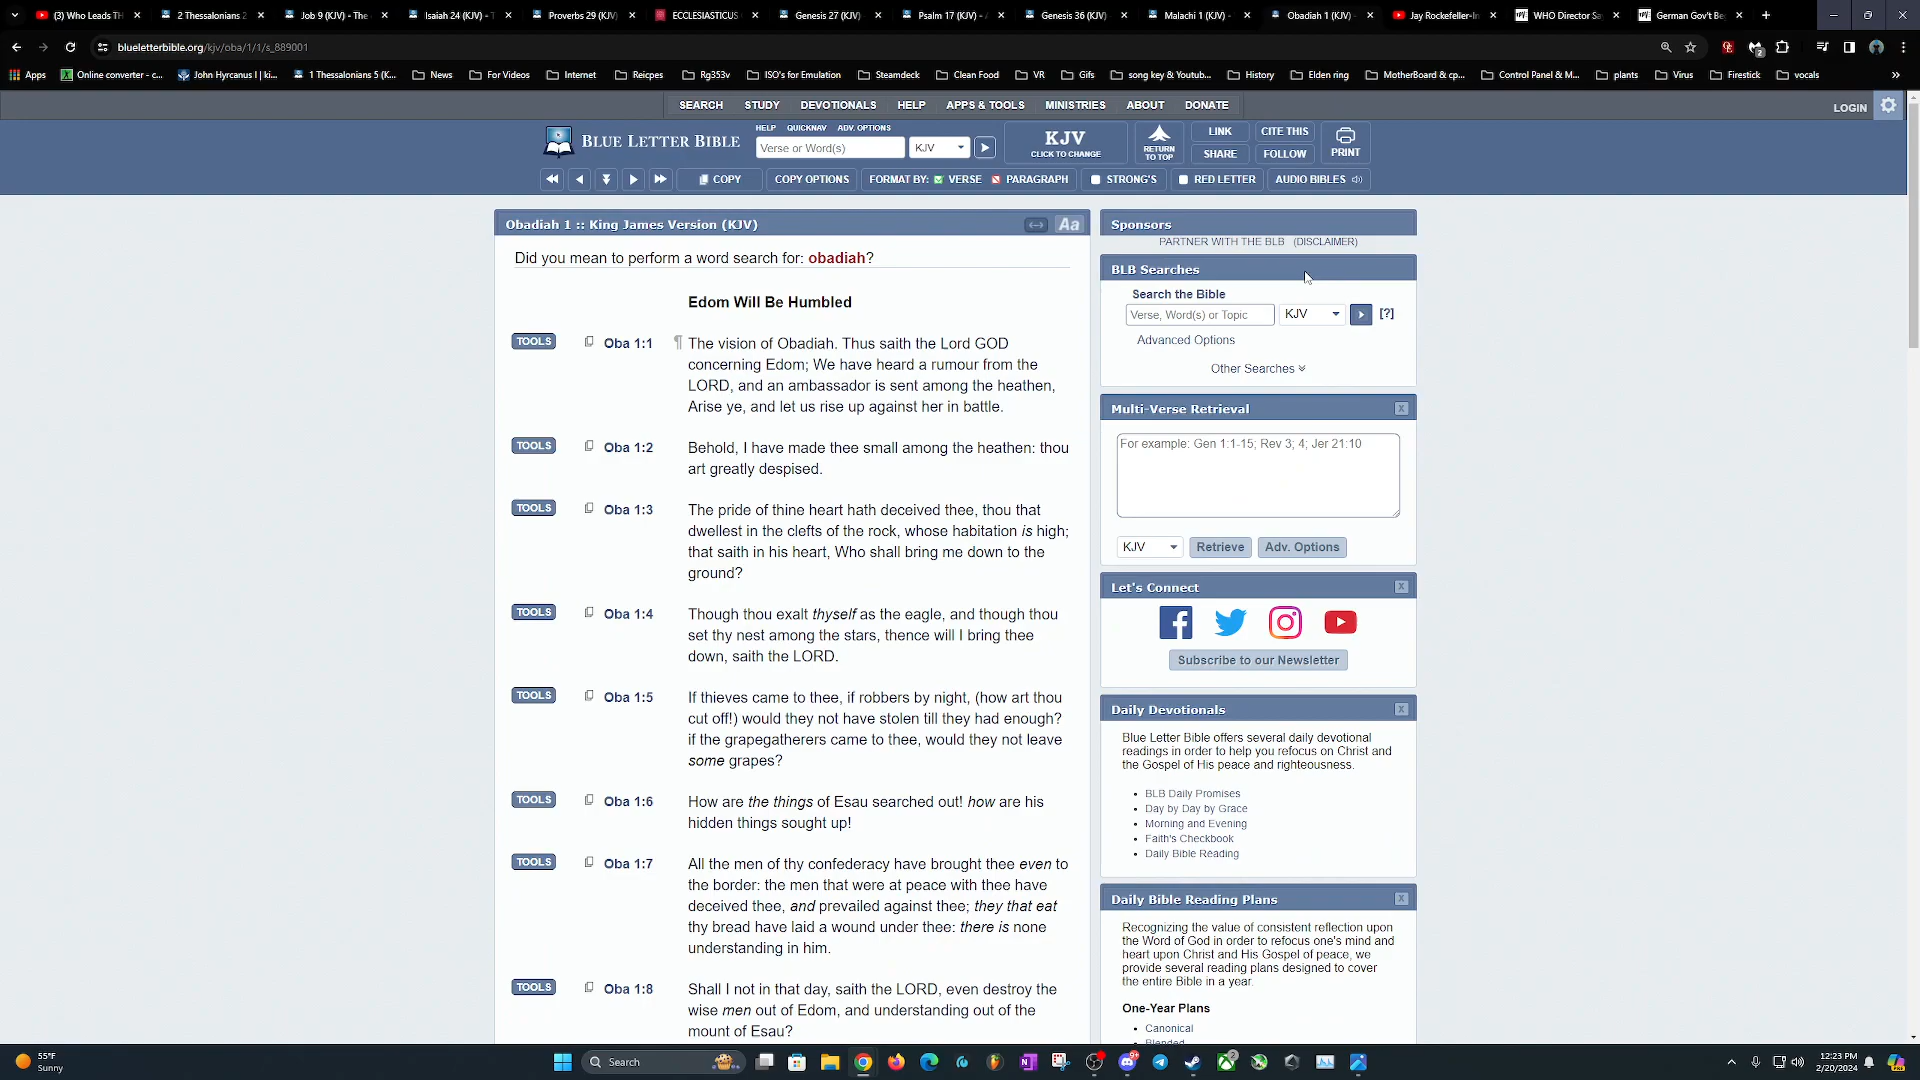 (3) Who Leads Th
2 Thessalonians 2
Job 9 (KJV) - The
Isaiah 24 (KJV) - T
Proverbs 29 (KJV)
ECCLESIASTICUS
Genesis 27 (KJV)
Psalm 17 (KJV) -
Genesis 36 (KJV)
Malachi 1 (KJV) -
Obadiah 1 (KJV) -
Jay Rockefeller-In
WHO Director Sa
German Gov't Be
blueletterbible.org/kjv/oba/1/1/s_889001
Apps
Online converter - c...
John Hyrcanus I | ki...
1 Thessalonians 5 (K...
News
For Videos
Internet
Reicpes
Rg353v
ISO's for Emulation
Steamdeck
Clean Food
VR
Gifs
song key & Youtub...
History
Elden ring
MotherBoard & cp...
Control Panel & M...
plants
Virus
Firestick
vocals
SEARCH STUDY DEVOTIONALS HELP APPS & TOOLS MINISTRIES ABOUT DONATE
LOGIN
BLUE LETTER BIBLE
HELP QUICKNAV ADV. OPTIONS
Verse or Word(s)
KJV
KJV
CLICK TO CHANGE
RETURN
TO TOP
LINK
SHARE
CITE THIS
FOLLOW
PRINT
COPY
COPY OPTIONS
FORMAT BY: VERSE PARAGRAPH
STRONG'S
RED LETTER
AUDIO BIBLES
Obadiah 1 :: King James Version (KJV)
Aa
Did you mean to perform a word search for: obadiah?
Edom Will Be Humbled
TOOLS Oba 1:1 ¶ The vision of Obadiah. Thus saith the Lord GOD
concerning Edom; We have heard a rumour from the
LORD, and an ambassador is sent among the heathen,
Arise ye, and let us rise up against her in battle.
TOOLS Oba 1:2 Behold, I have made thee small among the heathen: thou
art greatly despised.
TOOLS Oba 1:3 The pride of thine heart hath deceived thee, thou that
dwellest in the clefts of the rock, whose habitation is high;
that saith in his heart, Who shall bring me down to the
ground?
TOOLS Oba 1:4 Though thou exalt thyself as the eagle, and though thou
set thy nest among the stars, thence will I bring thee
down, saith the LORD.
TOOLS Oba 1:5 If thieves came to thee, if robbers by night, (how art thou
cut off!) would they not have stolen till they had enough?
if the grapegatherers came to thee, would they not leave
some grapes?
TOOLS Oba 1:6 How are the things of Esau searched out! how are his
hidden things sought up!
TOOLS Oba 1:7 All the men of thy confederacy have brought thee even to
the border: the men that were at peace with thee have
deceived thee, and prevailed against thee; they that eat
thy bread have laid a wound under thee: there is none
understanding in him.
TOOLS Oba 1:8 Shall I not in that day, saith the LORD, even destroy the
wise men out of Edom, and understanding out of the
mount of Esau?
Sponsors
PARTNER WITH THE BLB (DISCLAIMER)
BLB Searches
Search the Bible
Verse, Word(s) or Topic
KJV
[?]
Advanced Options
Other Searches
Multi-Verse Retrieval
For example: Gen 1:1-15; Rev 3; 4; Jer 21:10
KJV
Retrieve
Adv. Options
Let's Connect
Subscribe to our Newsletter
Daily Devotionals
Blue Letter Bible offers several daily devotional
readings in order to help you refocus on Christ and
the Gospel of His peace and righteousness.
BLB Daily Promises
Day by Day by Grace
Morning and Evening
Faith's Checkbook
Daily Bible Reading
Daily Bible Reading Plans
Recognizing the value of consistent reflection upon
the Word of God in order to refocus one's mind and
heart upon Christ and His Gospel of peace, we
provide several reading plans designed to cover
the entire Bible in a year.
One-Year Plans
Canonical
Blended
55°F
Sunny
Search
12:23 PM
2/20/2024